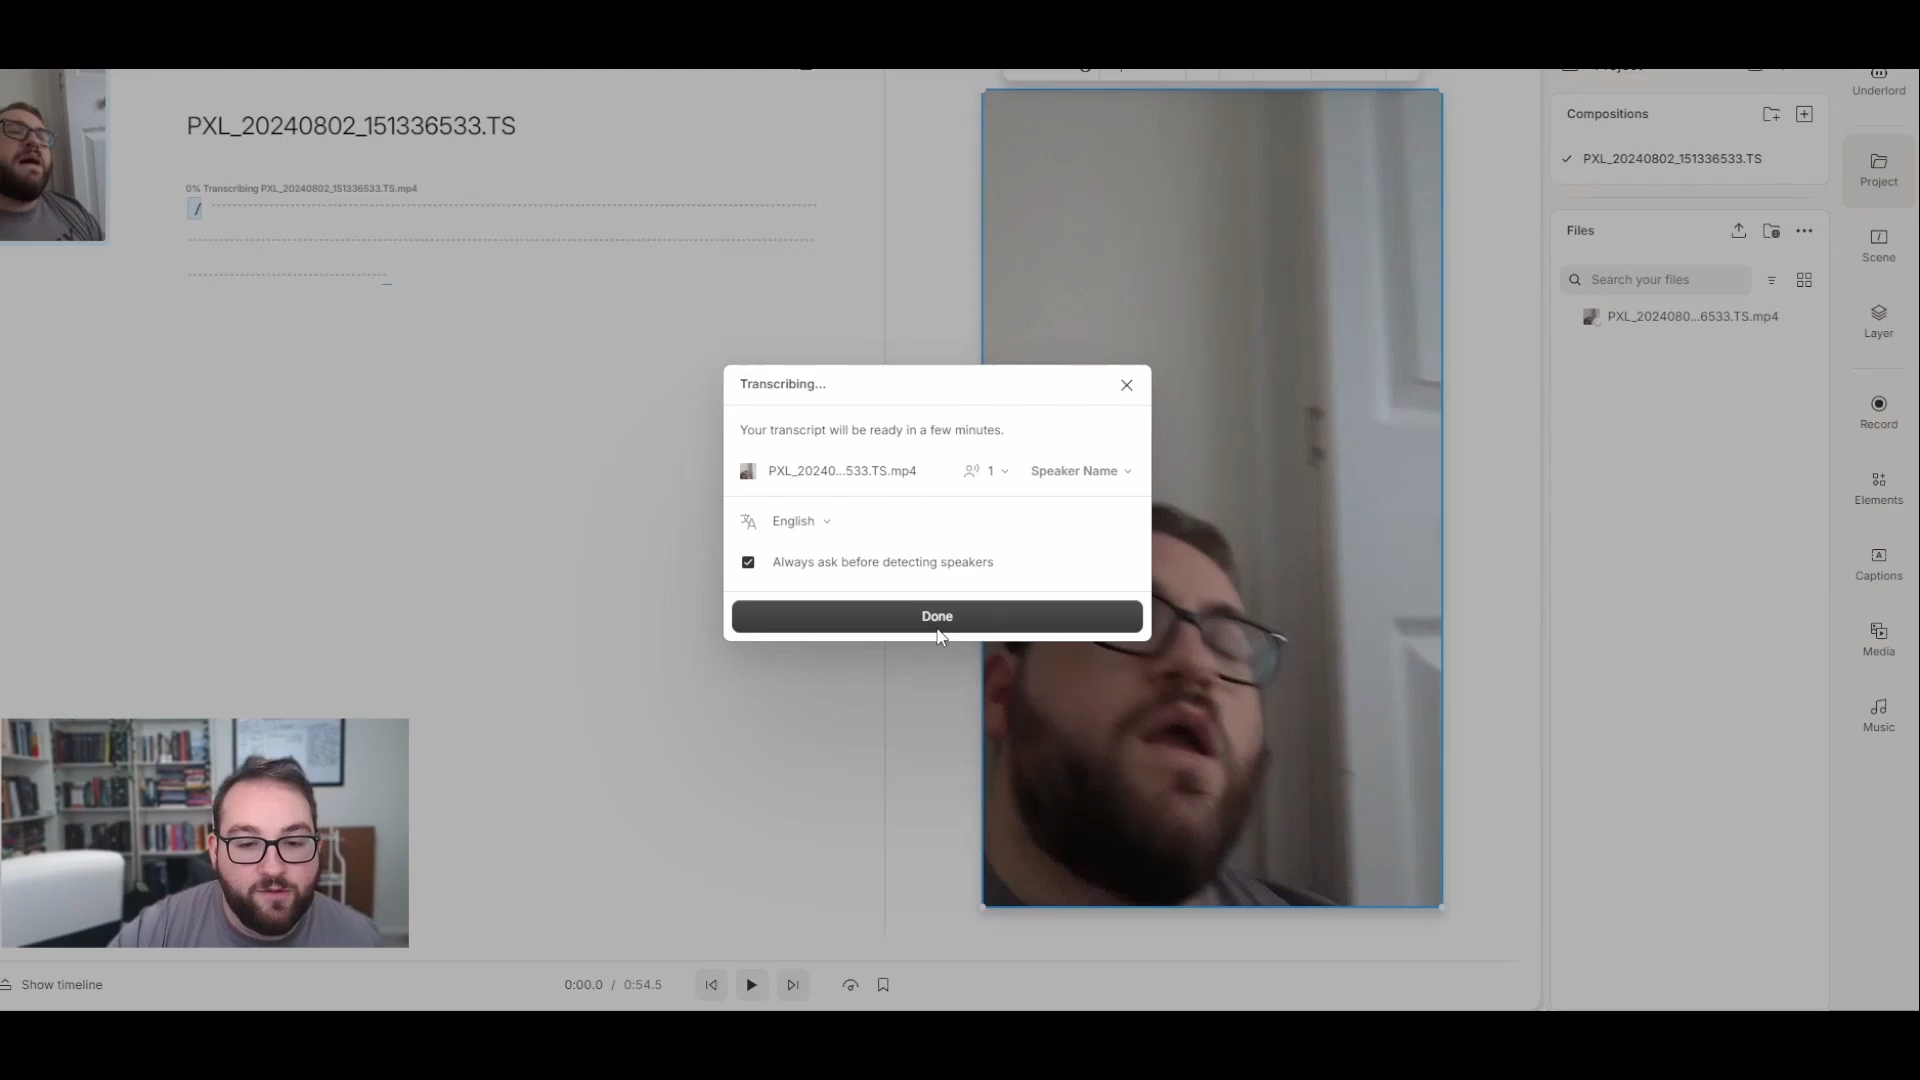 Underlord
PXL_20240802_151336533.TS
Compositions
PXL_20240802_151336533.TS
Project
0% Transcribing PXL_20240802_151336533.TS.mp4
/
Files
Scene
Search your files
PXL_2024080...6533.TS.mp4
Layer
Transcribing...
Your transcript will be ready in a few minutes.
PXL_20240...533.TS.mp4 1 Speaker Name
Record
Elements
English
Always ask before detecting speakers
Captions
Done
Media
Music
Show timeline
0:00.0 / 0:54.5